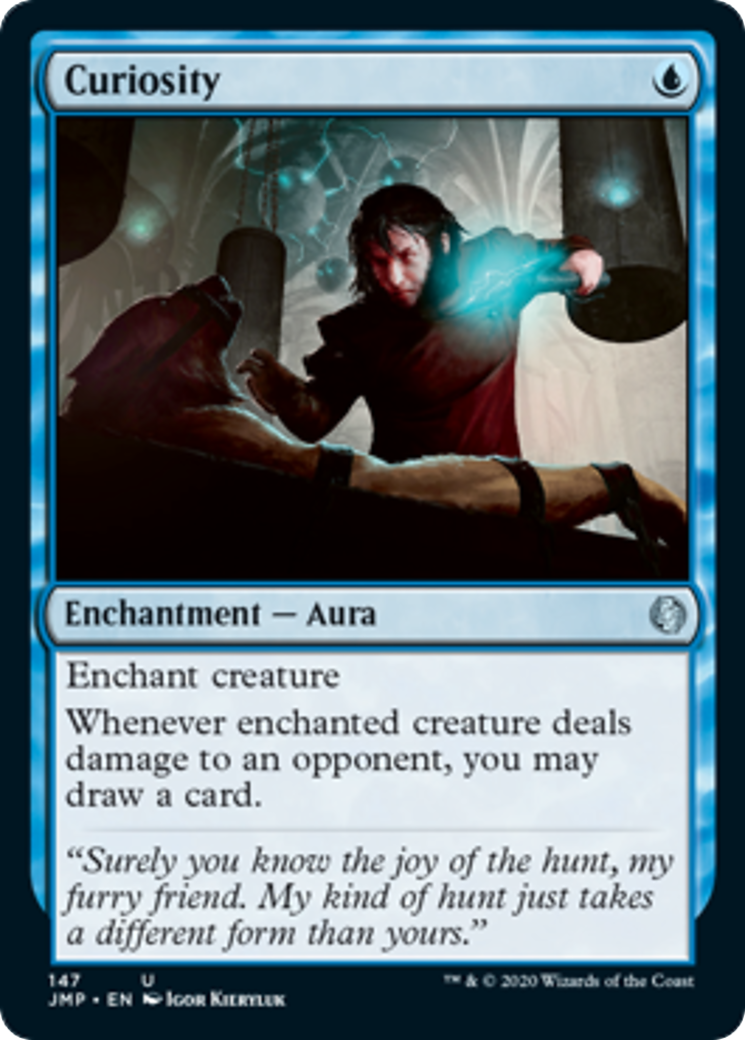 Curiosity
Enchantment — Aura
Enchant creature
Whenever enchanted creature deals
damage to an opponent, you may
draw a card.
“Surely you know the joy of the hunt, my
furry friend. My kind of hunt just takes
a different form than yours.”
147 U
™ & © 2020 Wizards of the Coast
JMP • EN Igor Kieryluk